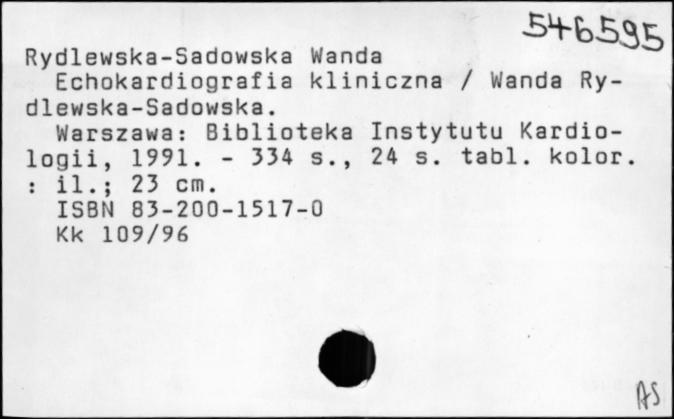 546595
Rydlewska-Sadowska Wanda
Echokardiografia kliniczna / Wanda Ry-
dlewska-Sadowska.
Warszawa: Biblioteka Instytutu Kardio-
logii, 1991. - 334 s., 24 s. tabl. kolor.
: il.; 23 cm.
ISBN 83-200-1517-0
Kk 109/96
AS